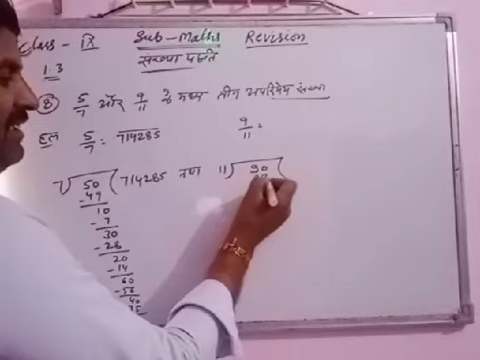 Class - IX Sub - Maths Revision
1.3 संख्या पद्धति
8 5/7 और 9/11 के मध्य तीन अपरिमेय संख्या
हल 5/7 = 714285 9/11 =
7) 50 (714285 तथा 11) 90 (
-49
10
-7
30
-28
20
-14
60
-56
40
35